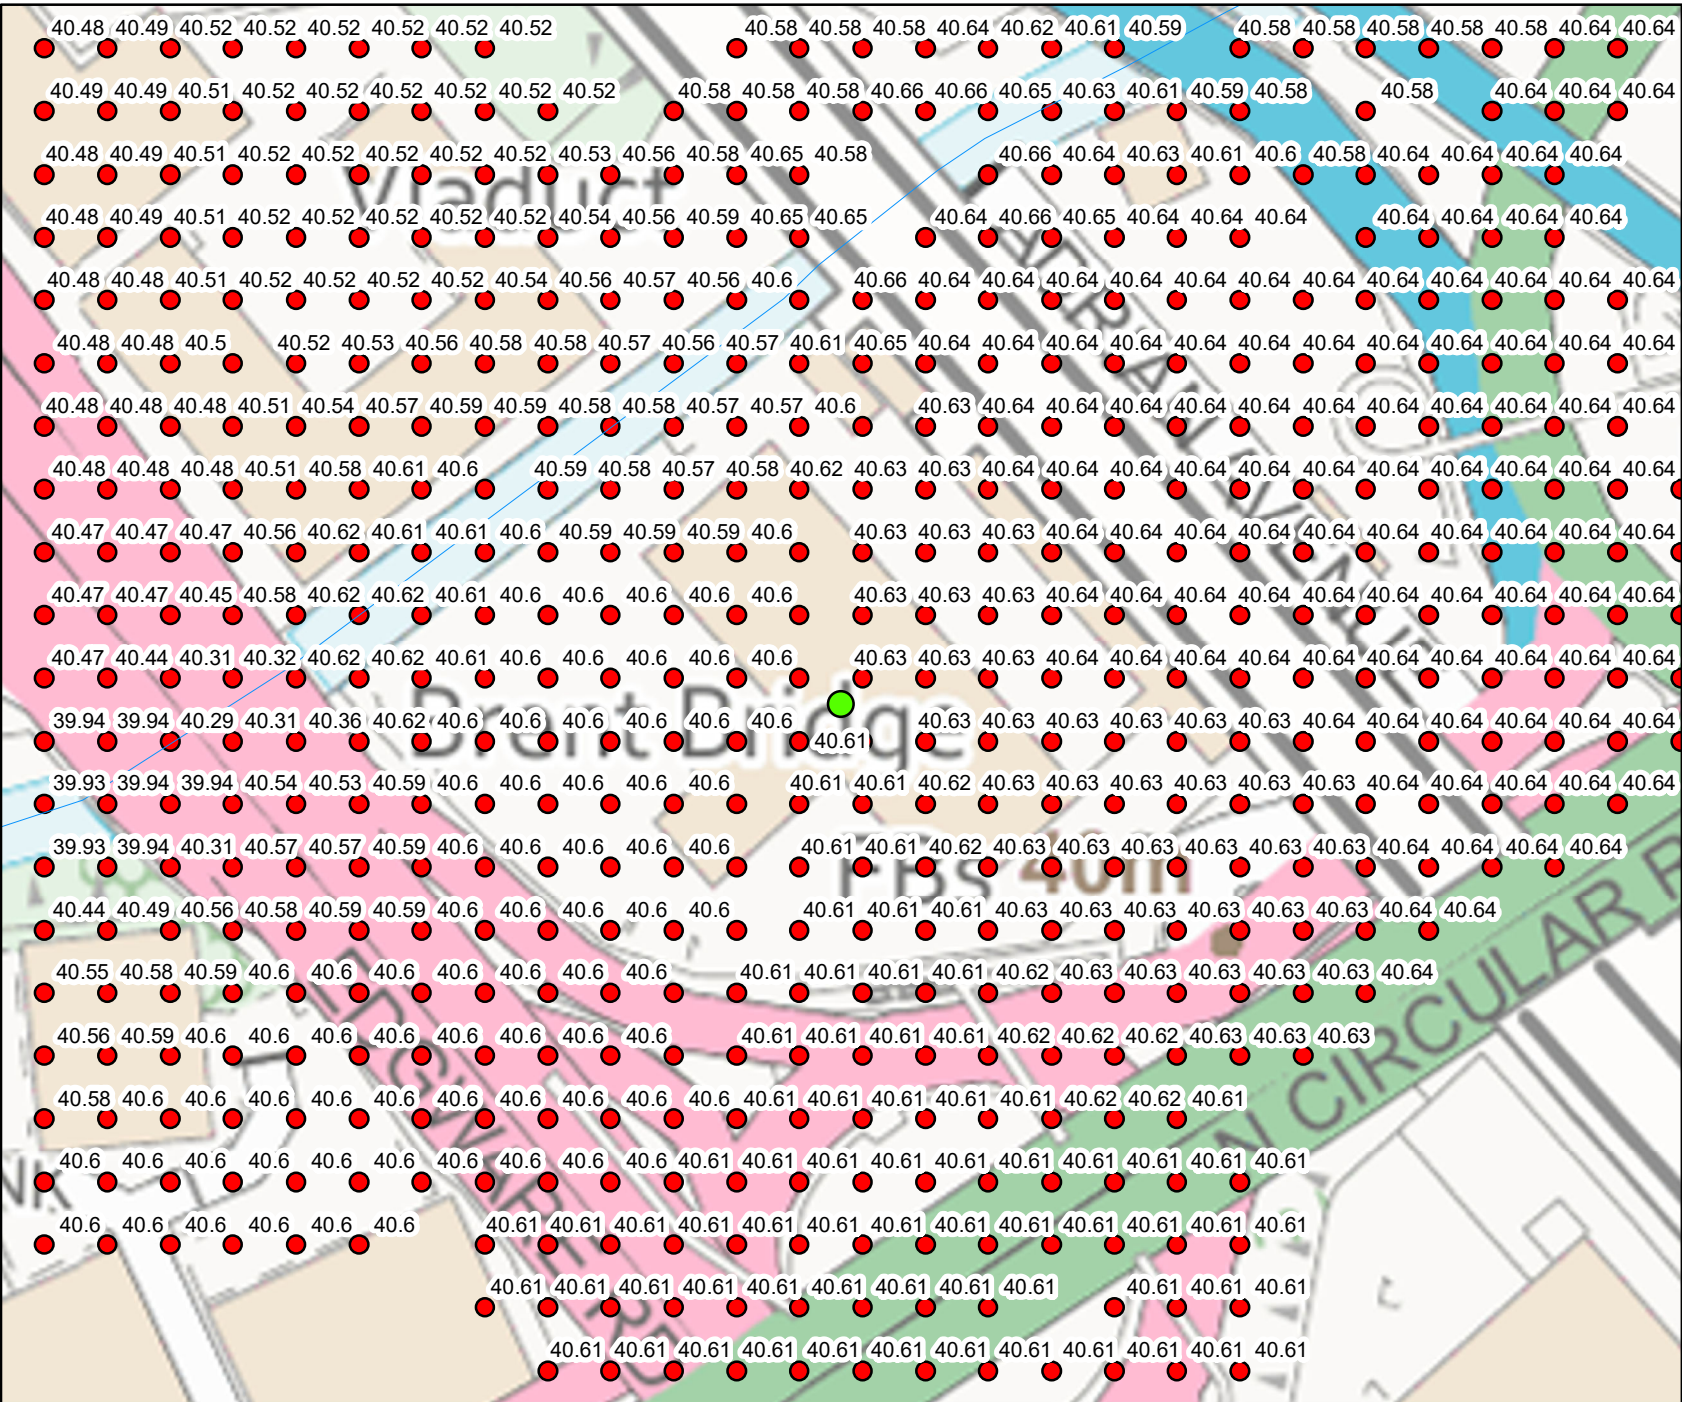 40.48 40.49 40.52 40.52 40.52 40.52 40.52 40.52 40.58 40.58 40.58 40.64 40.62 40.61 40.59 40.58 40.58 40.58 40.58 40.58 40.64 40.64
40.49 40.49 40.51 40.52 40.52 40.52 40.52 40.52 40.52 40.58 40.58 40.58 40.66 40.66 40.65 40.63 40.61 40.59 40.58 40.58 40.64 40.64 40.64
40.48 40.49 40.51 40.52 40.52 40.52 40.52 40.52 40.53 40.56 40.58 40.65 40.58 40.66 40.64 40.63 40.61 40.6 40.58 40.64 40.64 40.64 40.64
Viaduct
40.48 40.49 40.51 40.52 40.52 40.52 40.52 40.52 40.54 40.56 40.59 40.65 40.65 40.64 40.66 40.65 40.64 40.64 40.64 40.64 40.64 40.64 40.64
40.48 40.48 40.51 40.52 40.52 40.52 40.52 40.54 40.56 40.57 40.56 40.6 40.66 40.64 40.64 40.64 40.64 40.64 40.64 40.64 40.64 40.64 40.64 40.64 40.64
40.48 40.48 40.5 40.52 40.53 40.56 40.58 40.58 40.57 40.56 40.57 40.61 40.65 40.64 40.64 40.64 40.64 40.64 40.64 40.64 40.64 40.64 40.64 40.64 40.64
40.48 40.48 40.48 40.51 40.54 40.57 40.59 40.59 40.58 40.58 40.57 40.57 40.6 40.63 40.64 40.64 40.64 40.64 40.64 40.64 40.64 40.64 40.64 40.64 40.64
40.48 40.48 40.48 40.51 40.58 40.61 40.6 40.59 40.58 40.57 40.58 40.62 40.63 40.63 40.64 40.64 40.64 40.64 40.64 40.64 40.64 40.64 40.64 40.64 40.64
40.47 40.47 40.47 40.56 40.62 40.61 40.61 40.6 40.59 40.59 40.59 40.6 40.63 40.63 40.63 40.64 40.64 40.64 40.64 40.64 40.64 40.64 40.64 40.64 40.64
40.47 40.47 40.45 40.58 40.62 40.62 40.61 40.6 40.6 40.6 40.6 40.6 40.63 40.63 40.63 40.64 40.64 40.64 40.64 40.64 40.64 40.64 40.64 40.64 40.64
40.47 40.44 40.31 40.32 40.62 40.62 40.61 40.6 40.6 40.6 40.6 40.6 40.63 40.63 40.63 40.64 40.64 40.64 40.64 40.64 40.64 40.64 40.64 40.64 40.64
Brent Bridge
39.94 39.94 40.29 40.31 40.36 40.62 40.6 40.6 40.6 40.6 40.6 40.6 40.61 40.63 40.63 40.63 40.63 40.63 40.63 40.64 40.64 40.64 40.64 40.64 40.64
39.93 39.94 39.94 40.54 40.53 40.59 40.6 40.6 40.6 40.6 40.6 40.61 40.61 40.62 40.63 40.63 40.63 40.63 40.63 40.63 40.64 40.64 40.64 40.64 40.64
39.93 39.94 40.31 40.57 40.57 40.59 40.6 40.6 40.6 40.6 40.6 40.61 40.61 40.62 40.63 40.63 40.63 40.63 40.63 40.63 40.64 40.64 40.64 40.64
FBs 40m
40.44 40.49 40.56 40.58 40.59 40.59 40.6 40.6 40.6 40.6 40.6 40.61 40.61 40.61 40.63 40.63 40.63 40.63 40.63 40.63 40.64 40.64
40.55 40.58 40.59 40.6 40.6 40.6 40.6 40.6 40.6 40.6 40.61 40.61 40.61 40.61 40.62 40.63 40.63 40.63 40.63 40.63 40.64
40.56 40.59 40.6 40.6 40.6 40.6 40.6 40.6 40.6 40.6 40.61 40.61 40.61 40.61 40.62 40.62 40.62 40.63 40.63 40.63
40.58 40.6 40.6 40.6 40.6 40.6 40.6 40.6 40.6 40.6 40.6 40.61 40.61 40.61 40.61 40.61 40.62 40.62 40.61
40.6 40.6 40.6 40.6 40.6 40.6 40.6 40.6 40.6 40.6 40.61 40.61 40.61 40.61 40.61 40.61 40.61 40.61 40.61 40.61
40.6 40.6 40.6 40.6 40.6 40.6 40.61 40.61 40.61 40.61 40.61 40.61 40.61 40.61 40.61 40.61 40.61 40.61 40.61
40.61 40.61 40.61 40.61 40.61 40.61 40.61 40.61 40.61 40.61 40.61 40.61
40.61 40.61 40.61 40.61 40.61 40.61 40.61 40.61 40.61 40.61 40.61 40.61
EDGWARE RD
CIRCULAR